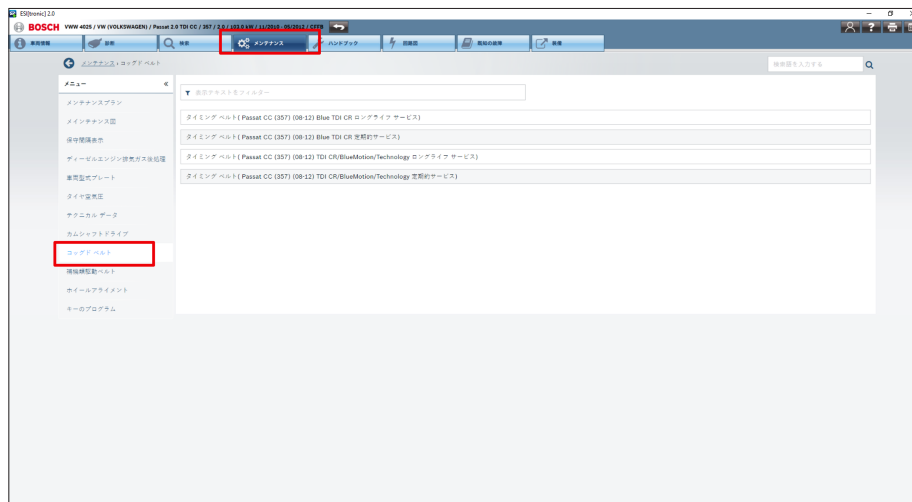 ESI[tronic] 2.0
BOSCH VWW 4025 / VW (VOLKSWAGEN) / Passat 2.0 TDI CC / 357 / 2.0 / 103.0 kW / 11/2010 - 05/2012 / CFFB
車両情報 診断 検索 メンテナンス ハンドブック 回路図 既知の故障 装備
メンテナンス › コッグド ベルト
検索語を入力する
メニュー «
表示テキストをフィルター
メンテナンスプラン
メインテナンス図
保守間隔表示
ディーゼルエンジン排気ガス後処理
車両型式プレート
タイヤ空気圧
テクニカル データ
カムシャフトドライブ
コッグド ベルト
補機類駆動ベルト
ホイールアライメント
キーのプログラム
タイミング ベルト( Passat CC (357) (08-12) Blue TDI CR ロングライフ サービス)
タイミング ベルト( Passat CC (357) (08-12) Blue TDI CR 定期的サービス)
タイミング ベルト( Passat CC (357) (08-12) TDI CR/BlueMotion/Technology ロングライフ サービス)
タイミング ベルト( Passat CC (357) (08-12) TDI CR/BlueMotion/Technology 定期的サービス)